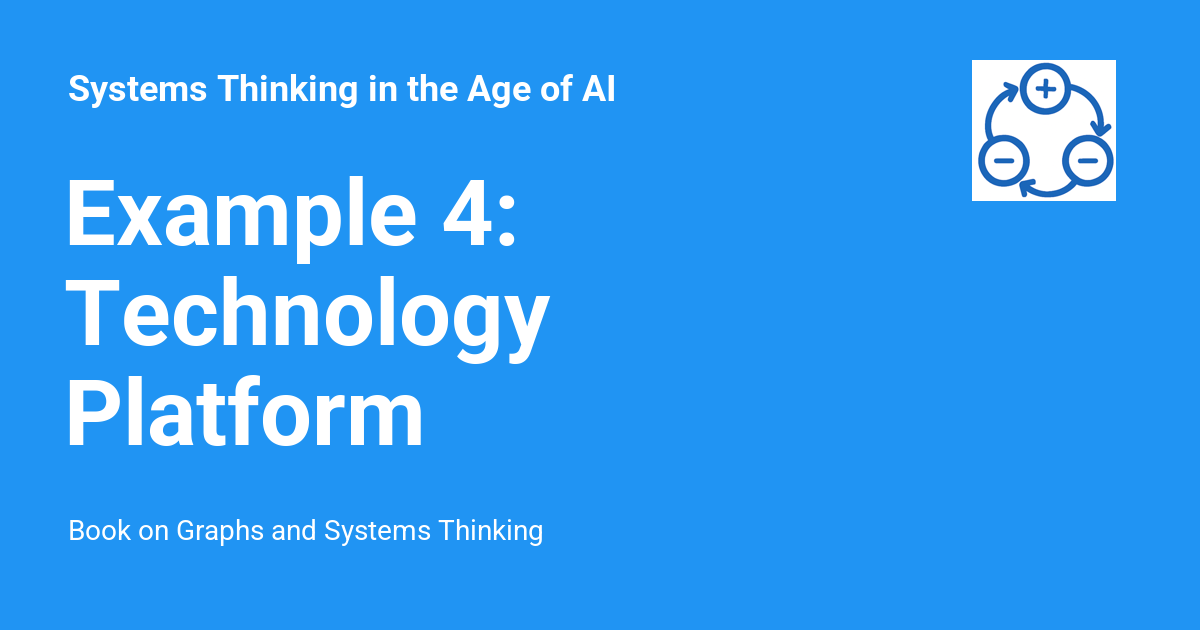 Systems Thinking in the Age of AI
Example 4:
Technology
Platform
Book on Graphs and Systems Thinking